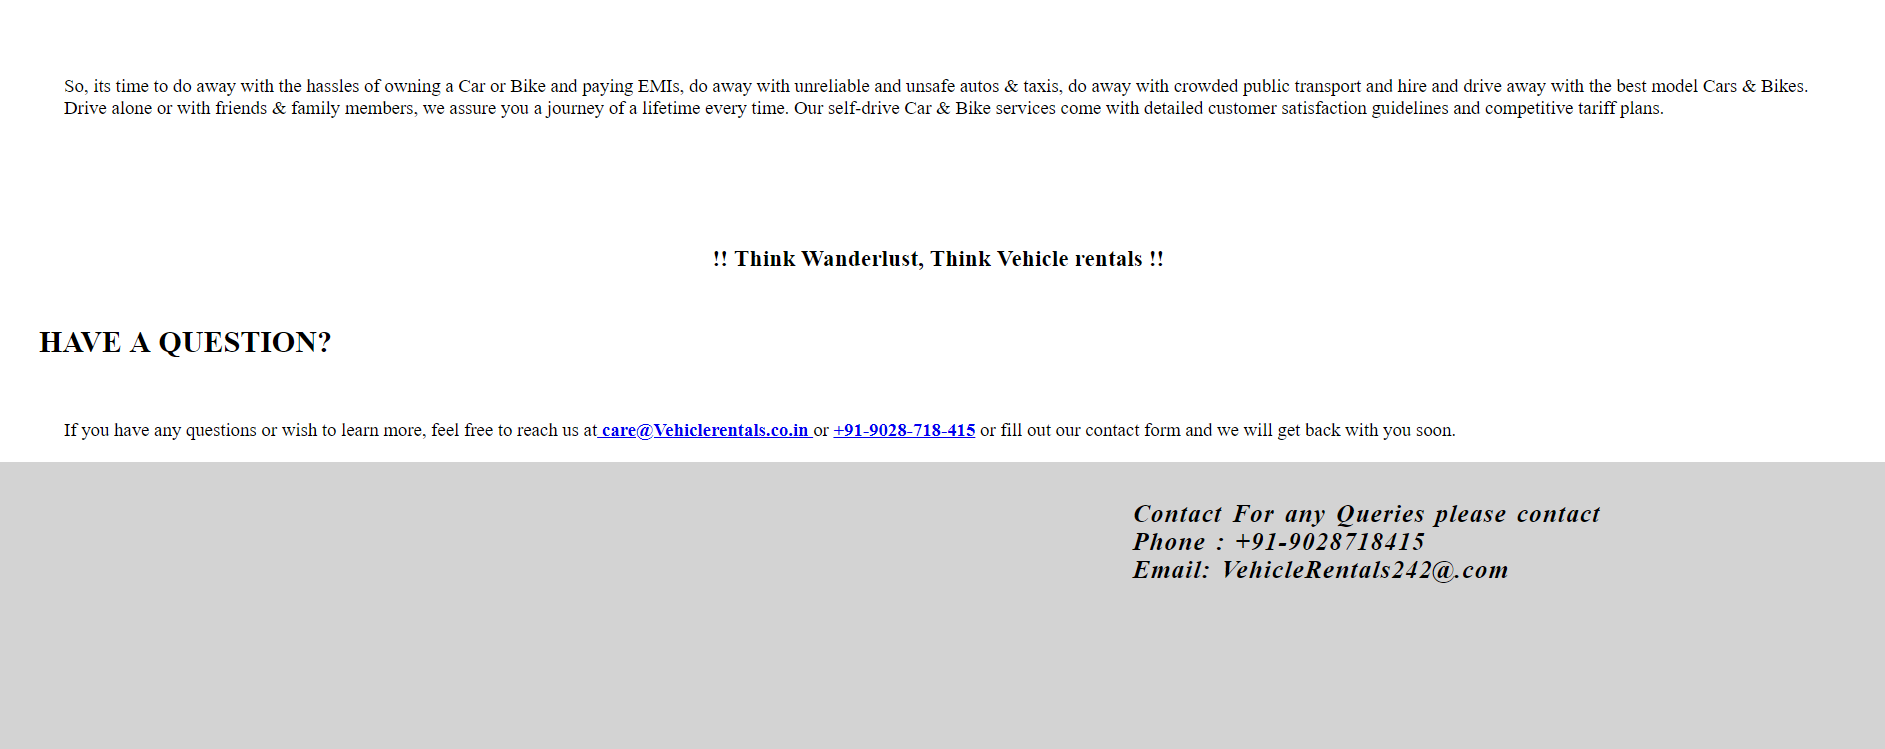 So, its time to do away with the hassles of owning a Car or Bike and paying EMIs, do away with unreliable and unsafe autos & taxis, do away with crowded public transport and hire and drive away with the best model Cars & Bikes.
Drive alone or with friends & family members, we assure you a journey of a lifetime every time. Our self-drive Car & Bike services come with detailed customer satisfaction guidelines and competitive tariff plans.
!! Think Wanderlust, Think Vehicle rentals !!
HAVE A QUESTION?
If you have any questions or wish to learn more, feel free to reach us at care@Vehiclerentals.co.in or +91-9028-718-415 or fill out our contact form and we will get back with you soon.
Contact For any Queries please contact
Phone : +91-9028718415
Email: VehicleRentals242@.com